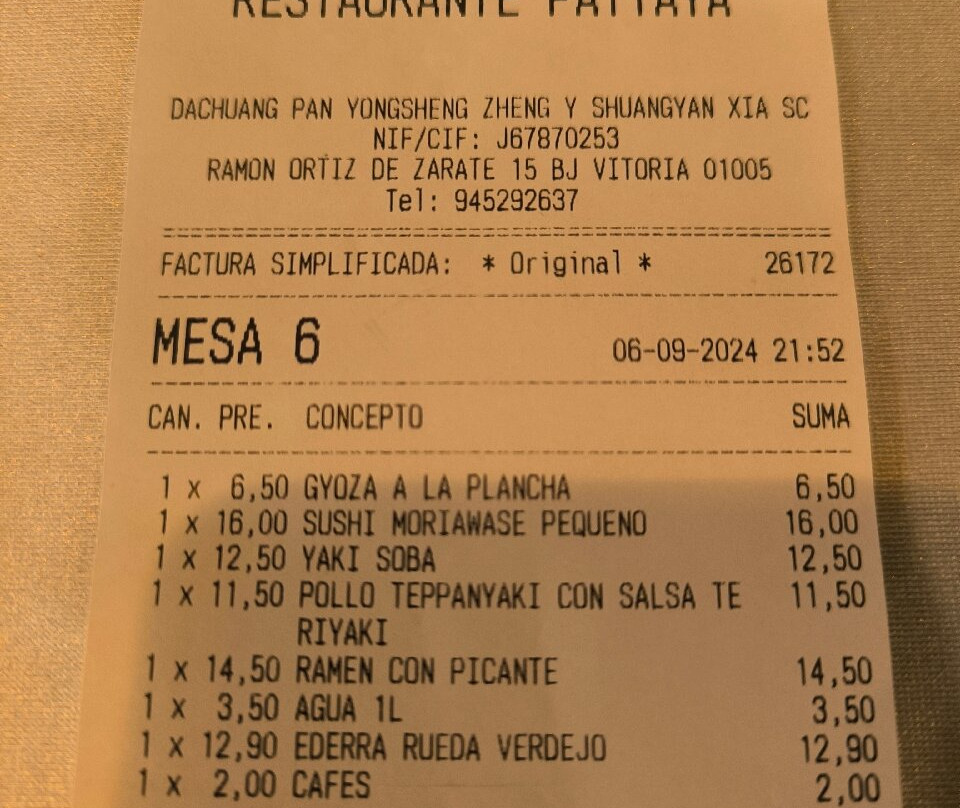 RESTAURANTE PATTAYA
DACHUANG PAN YONGSHENG ZHENG Y SHUANGYAN XIA SC
NIF/CIF: J67870253
RAMON ORTIZ DE ZARATE 15 BJ VITORIA 01005
Tel: 945292637
FACTURA SIMPLIFICADA: * Original * 26172
MESA 6 06-09-2024 21:52
CAN. PRE. CONCEPTO SUMA
1 x 6,50 GYOZA A LA PLANCHA 6,50
1 x 16,00 SUSHI MORIAWASE PEQUENO 16,00
1 x 12,50 YAKI SOBA 12,50
1 x 11,50 POLLO TEPPANYAKI CON SALSA TE 11,50
RIYAKI
1 x 14,50 RAMEN CON PICANTE 14,50
1 x 3,50 AGUA 1L 3,50
1 x 12,90 EDERRA RUEDA VERDEJO 12,90
1 x 2,00 CAFES 2,00